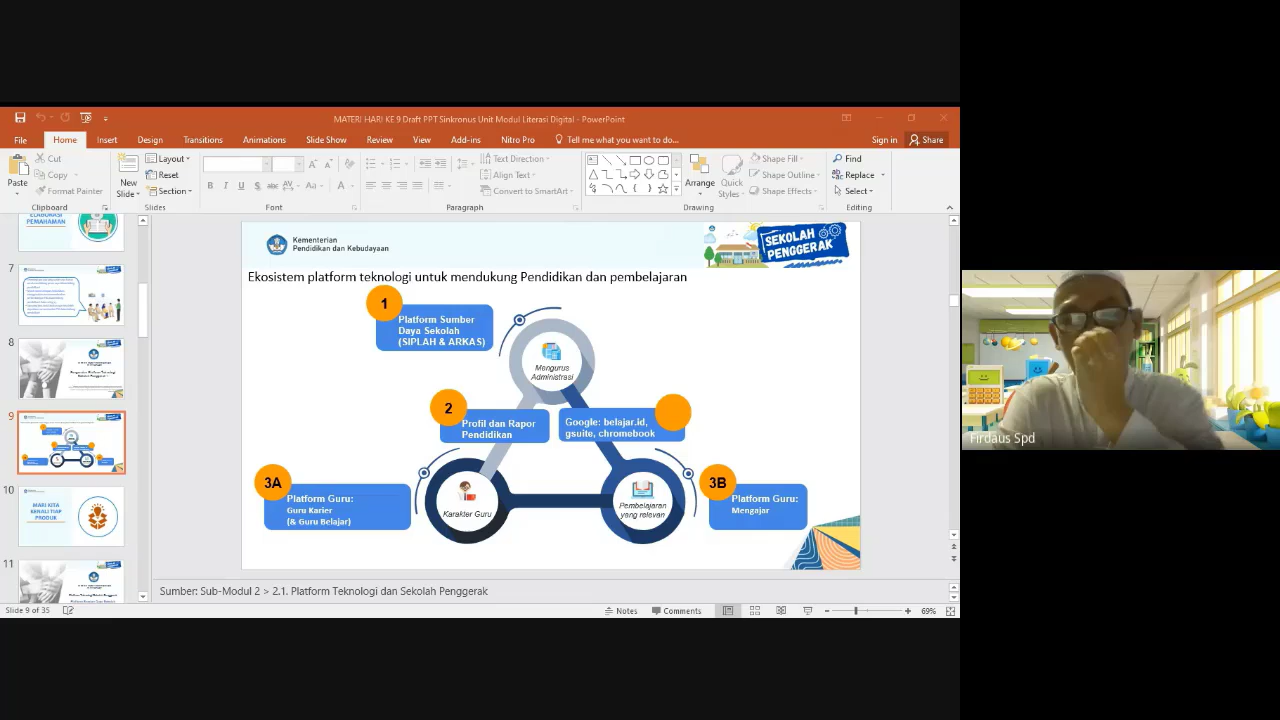 MATERI HARI KE 9 Draft PPT Sinkronus Unit Modul Literasi Digital - PowerPoint
File Home Insert Design Transitions Animations Slide Show Review View Add-ins Nitro Pro Tell me what you want to do... Sign in Share
Paste
Cut
Copy
Format Painter
Clipboard
New
Slide
Layout
Reset
Section
Slides
Font
Text Direction
Align Text
Convert to SmartArt
Paragraph
Arrange
Quick
Styles
Shape Fill
Shape Outline
Shape Effects
Drawing
Find
Replace
Select
Editing
ELABORASI
PEMAHAMAN
7
8
9
10
MARI KITA
KENALI TIAP
PRODUK
11
Kementerian
Pendidikan dan Kebudayaan
SEKOLAH
PENGGERAK
Ekosistem platform teknologi untuk mendukung Pendidikan dan pembelajaran
1
Platform Sumber
Daya Sekolah
(SIPLAH & ARKAS)
Mengurus
Administrasi
2
Profil dan Rapor
Pendidikan
Google: belajar.id,
gsuite, chromebook
3A
Platform Guru:
Guru Karier
(& Guru Belajar)
Karakter Guru
Pembelajaran
yang relevan
3B
Platform Guru:
Mengajar
Sumber: Sub-Modul 2 > 2.1. Platform Teknologi dan Sekolah Penggerak
Slide 9 of 35
Notes Comments 69%
Firdaus Spd